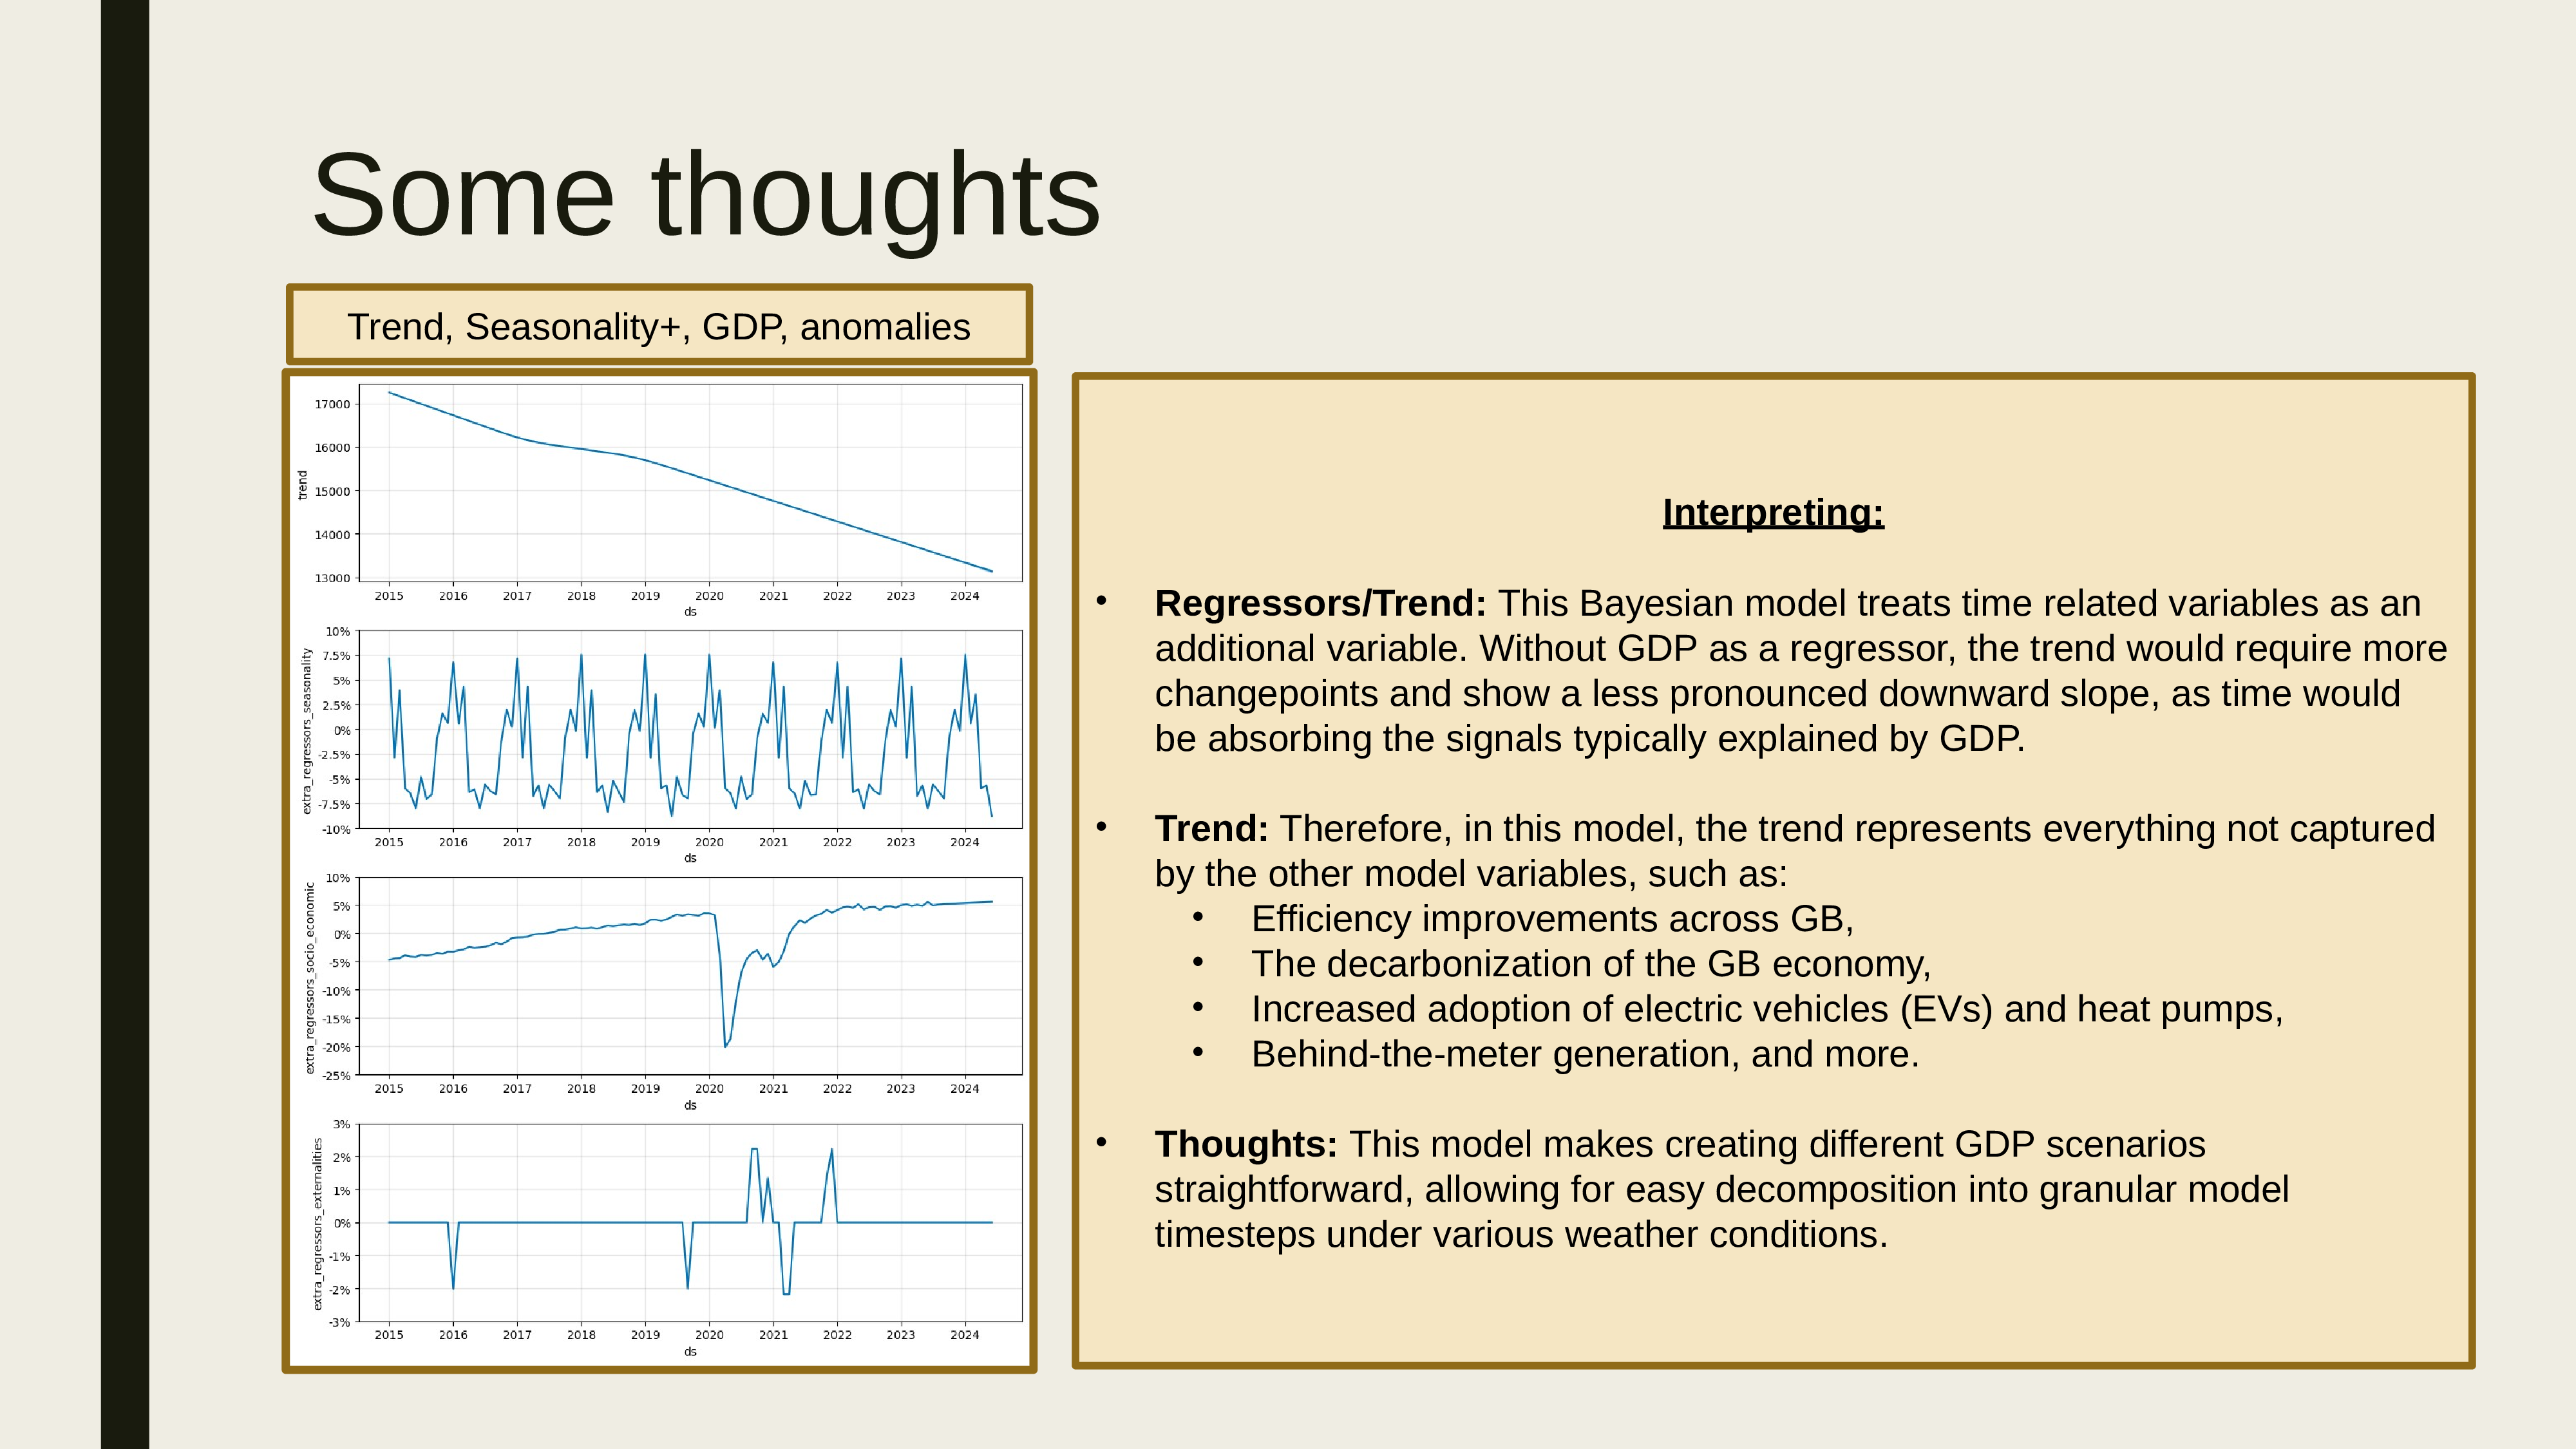 Some thoughts
Trend, Seasonality+, GDP, anomalies
17000
16000
15000
14000
13000
trend
2015 2016 2017 2018 2019 2020 2021 2022 2023 2024
ds
10%
7.5%
5%
2.5%
0%
-2.5%
-5%
-7.5%
-10%
extra_regressors_seasonality
2015 2016 2017 2018 2019 2020 2021 2022 2023 2024
ds
10%
5%
0%
-5%
-10%
-15%
-20%
-25%
extra_regressors_socio_economic
2015 2016 2017 2018 2019 2020 2021 2022 2023 2024
ds
3%
2%
1%
0%
-1%
-2%
-3%
extra_regressors_externalities
2015 2016 2017 2018 2019 2020 2021 2022 2023 2024
ds
Interpreting:
• Regressors/Trend: This Bayesian model treats time related variables as an
additional variable. Without GDP as a regressor, the trend would require more
changepoints and show a less pronounced downward slope, as time would
be absorbing the signals typically explained by GDP.
• Trend: Therefore, in this model, the trend represents everything not captured
by the other model variables, such as:
• Efficiency improvements across GB,
• The decarbonization of the GB economy,
• Increased adoption of electric vehicles (EVs) and heat pumps,
• Behind-the-meter generation, and more.
• Thoughts: This model makes creating different GDP scenarios
straightforward, allowing for easy decomposition into granular model
timesteps under various weather conditions.